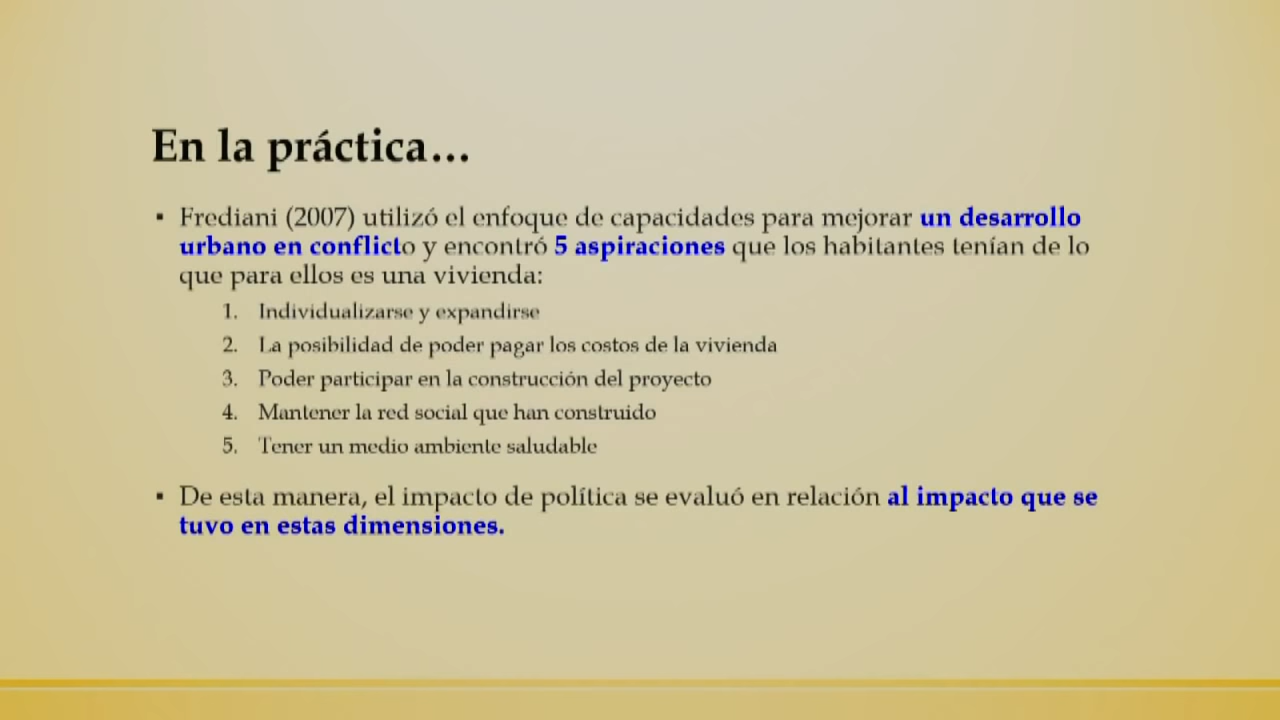 En la práctica...
▪ Frediani (2007) utilizó el enfoque de capacidades para mejorar un desarrollo
urbano en conflicto y encontró 5 aspiraciones que los habitantes tenían de lo
que para ellos es una vivienda:
1. Individualizarse y expandirse
2. La posibilidad de poder pagar los costos de la vivienda
3. Poder participar en la construcción del proyecto
4. Mantener la red social que han construido
5. Tener un medio ambiente saludable
▪ De esta manera, el impacto de política se evaluó en relación al impacto que se
tuvo en estas dimensiones.